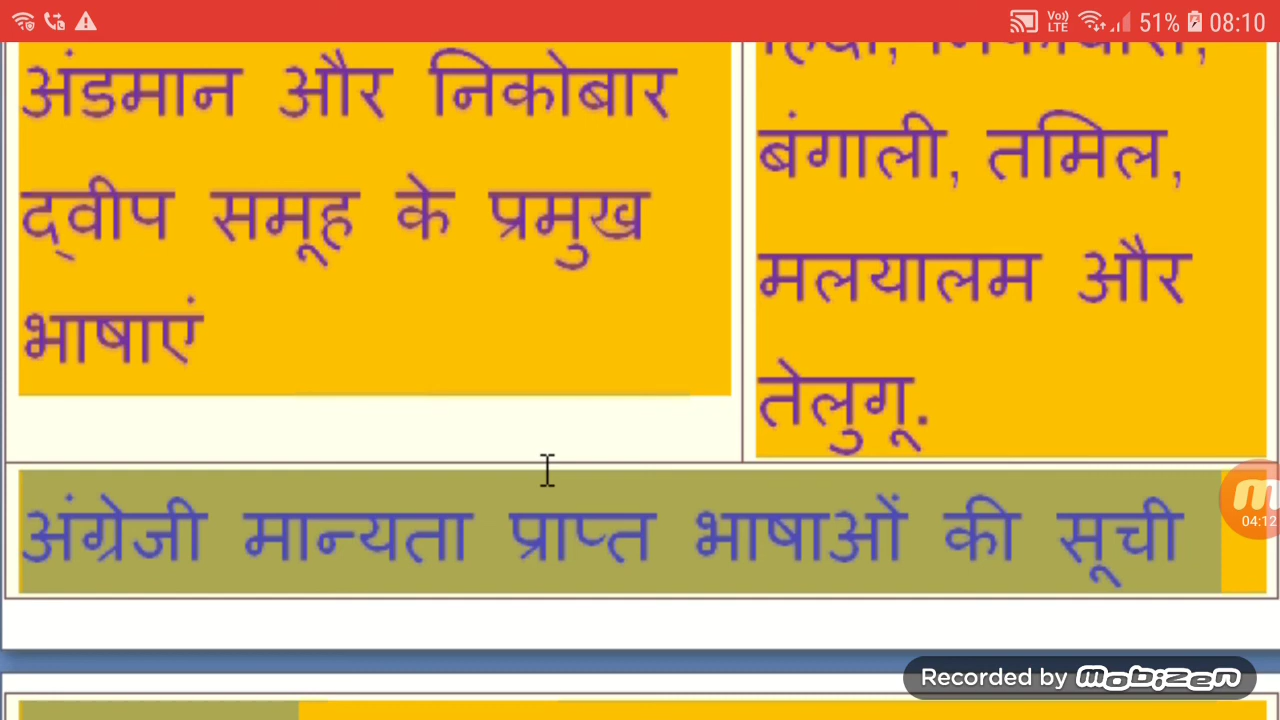 51% 08:10
अंडमान और निकोबार
द्वीप समूह के प्रमुख
भाषाएं
बंगाली, तमिल,
मलयालम और
तेलुगू.
अंग्रेजी मान्यता प्राप्त भाषाओं की सूची
04:12
Recorded by mobizen